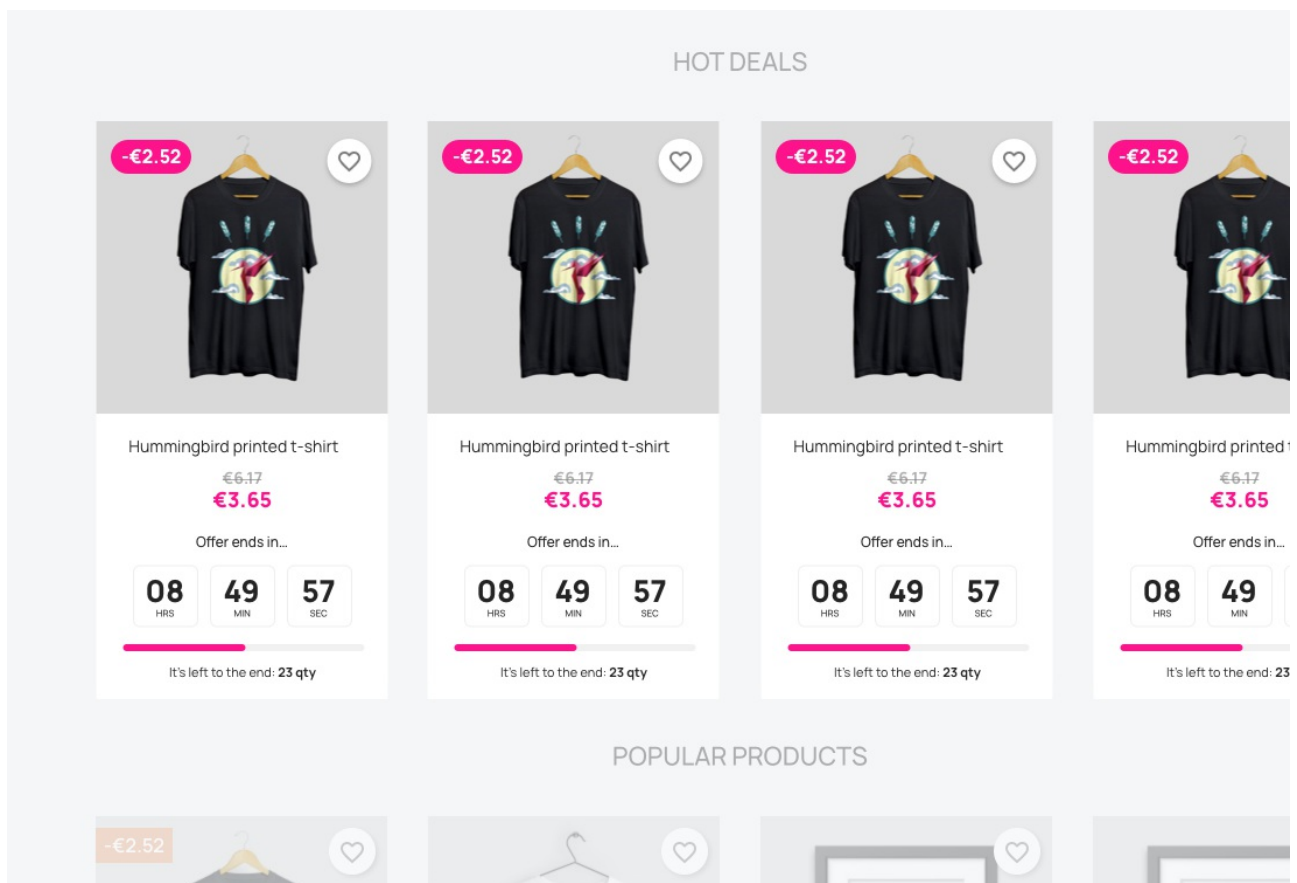 HOT DEALS
-€2.52
Hummingbird printed t-shirt
€6.17
€3.65
Offer ends in...
08 49 57
HRS MIN SEC
It's left to the end: 23 qty
-€2.52
Hummingbird printed t-shirt
€6.17
€3.65
Offer ends in...
08 49 57
HRS MIN SEC
It's left to the end: 23 qty
-€2.52
Hummingbird printed t-shirt
€6.17
€3.65
Offer ends in...
08 49 57
HRS MIN SEC
It's left to the end: 23 qty
-€2.52
Hummingbird printed
€6.17
€3.65
Offer ends in...
08 49
HRS MIN
It's left to the end: 23
POPULAR PRODUCTS
-€2.52